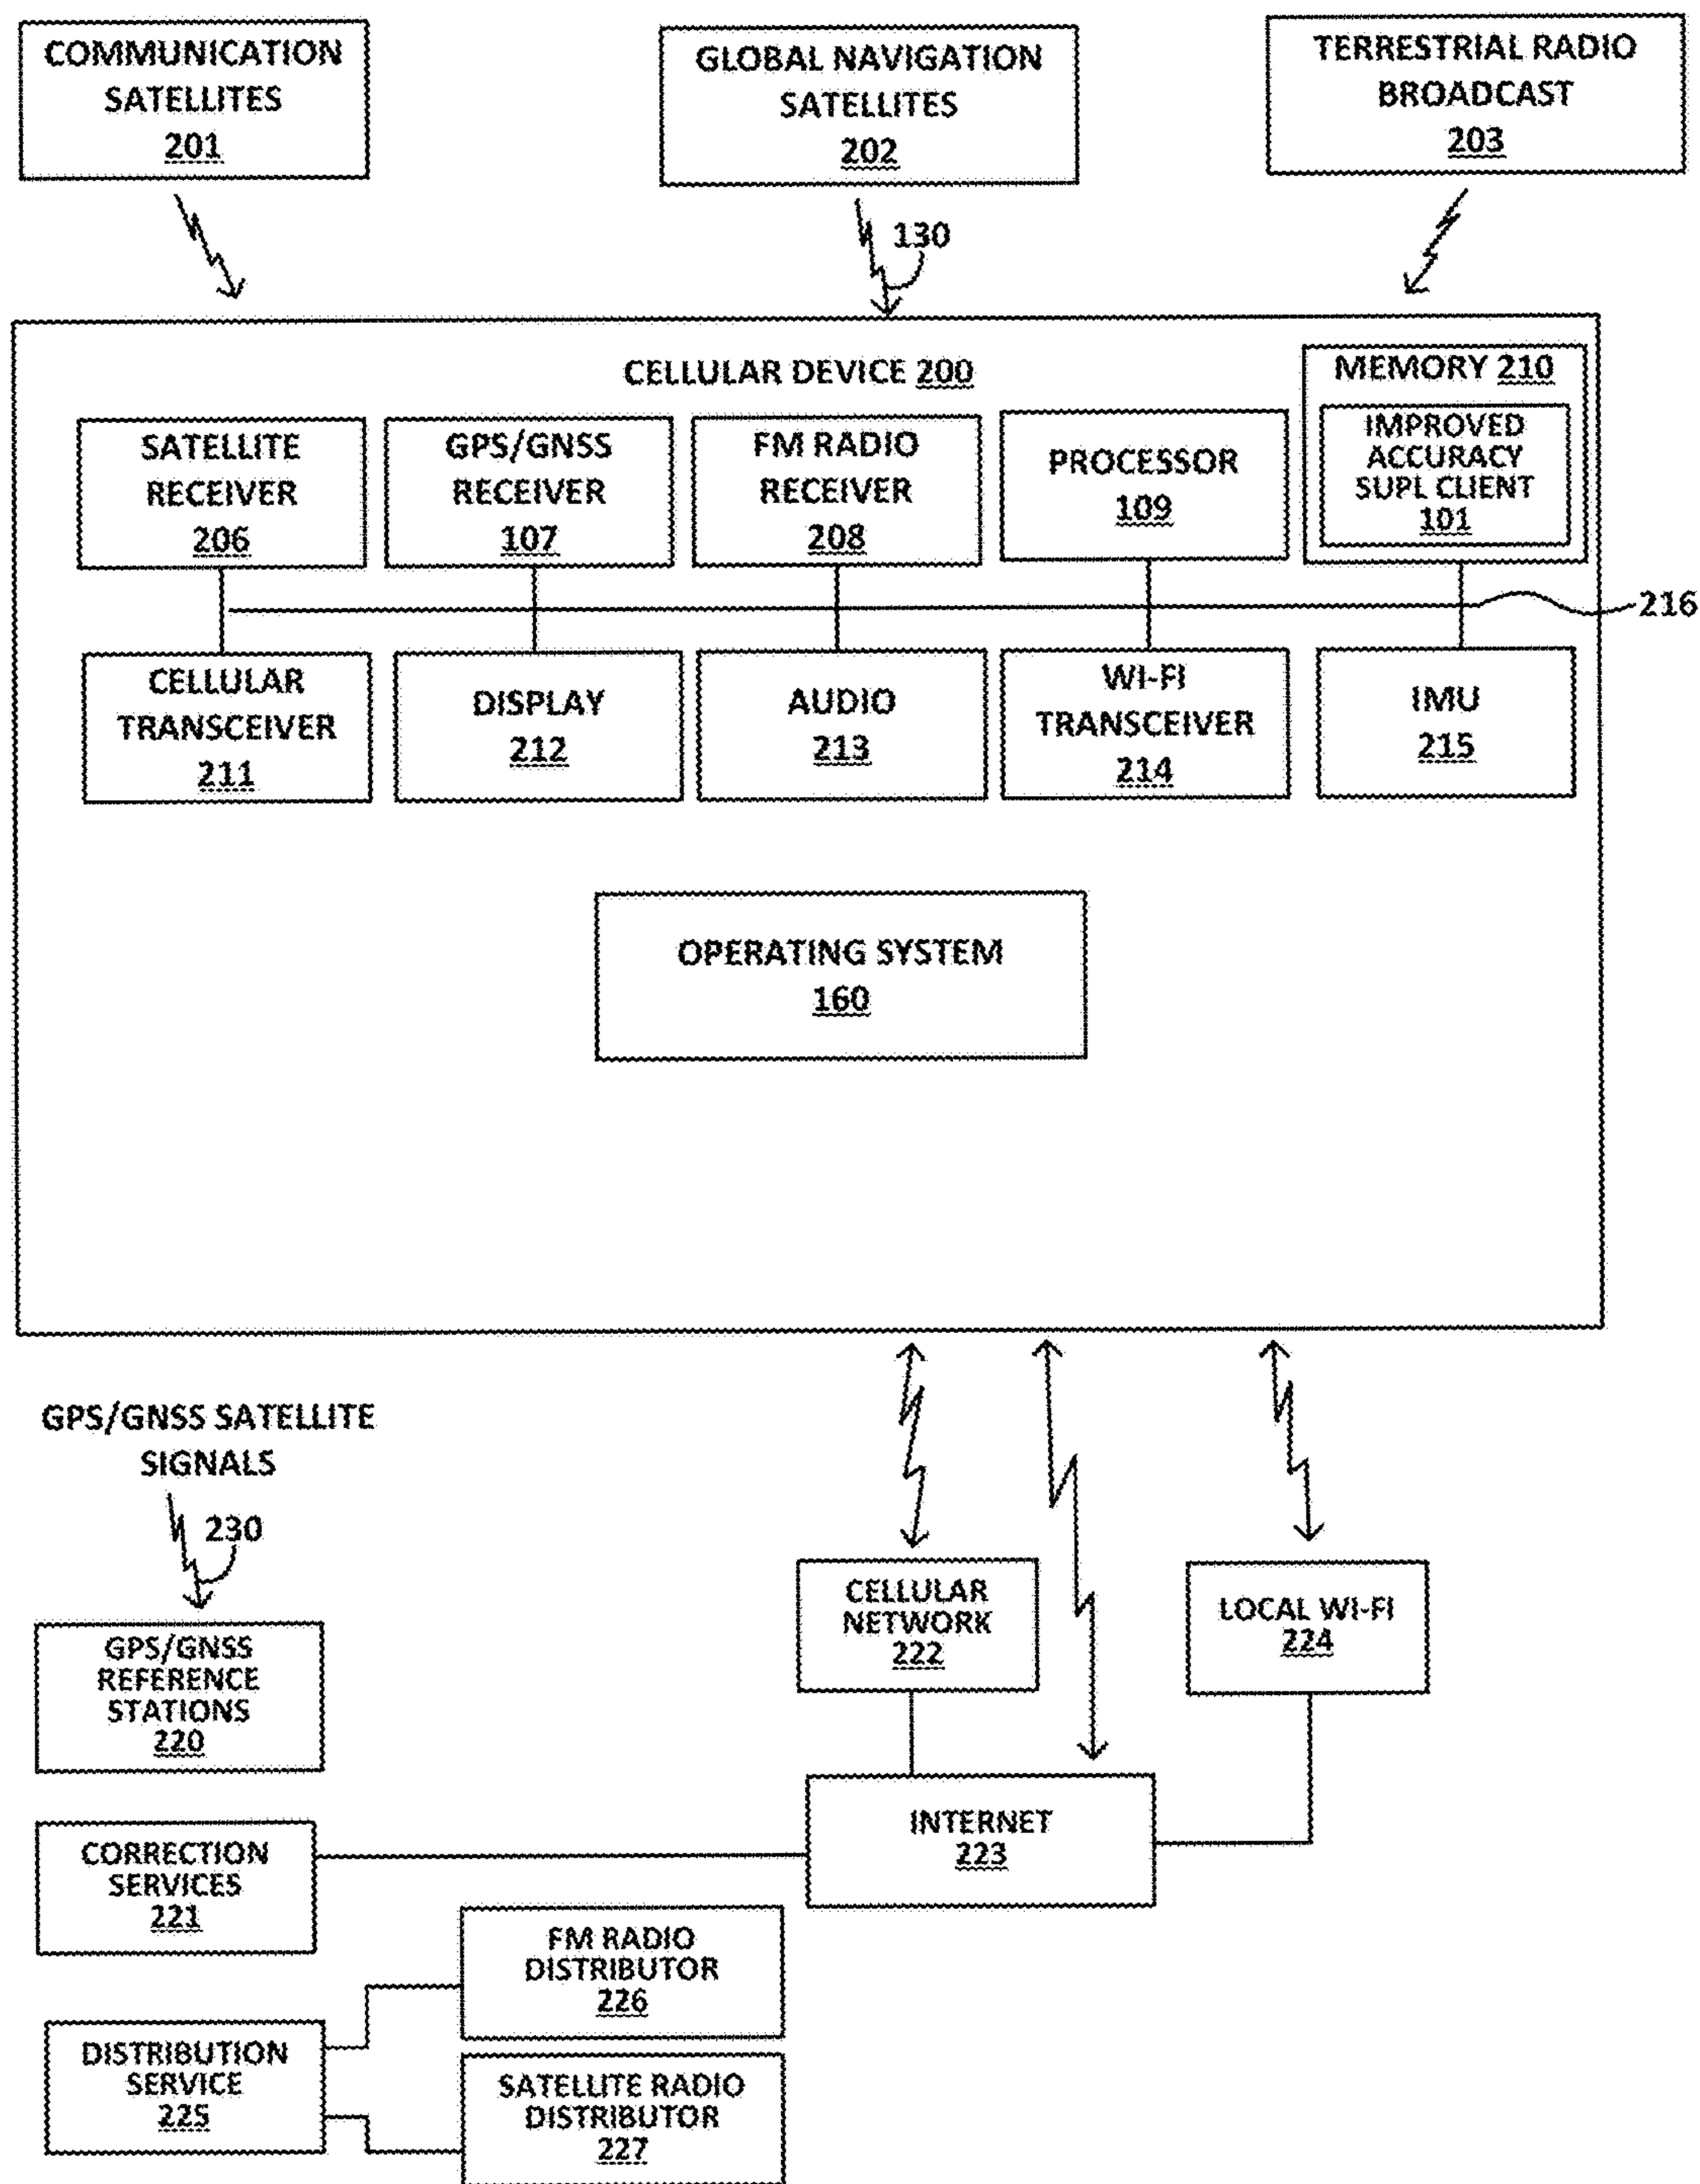 COMMUNICATION
SATELLITES
201
GLOBAL NAVIGATION
SATELLITES
202
TERRESTRIAL RADIO
BROADCAST
203
130
CELLULAR DEVICE 200
MEMORY 210
IMPROVED
ACCURACY
SUPL CLIENT
101
SATELLITE
RECEIVER
206
GPS/GNSS
RECEIVER
107
FM RADIO
RECEIVER
208
PROCESSOR
109
216
CELLULAR
TRANSCEIVER
211
DISPLAY
212
AUDIO
213
WI-FI
TRANSCEIVER
214
IMU
215
OPERATING SYSTEM
160
GPS/GNSS SATELLITE
SIGNALS
230
GPS/GNSS
REFERENCE
STATIONS
220
CELLULAR
NETWORK
222
LOCAL WI-FI
224
INTERNET
223
CORRECTION
SERVICES
221
FM RADIO
DISTRIBUTOR
226
DISTRIBUTION
SERVICE
225
SATELLITE RADIO
DISTRIBUTOR
227